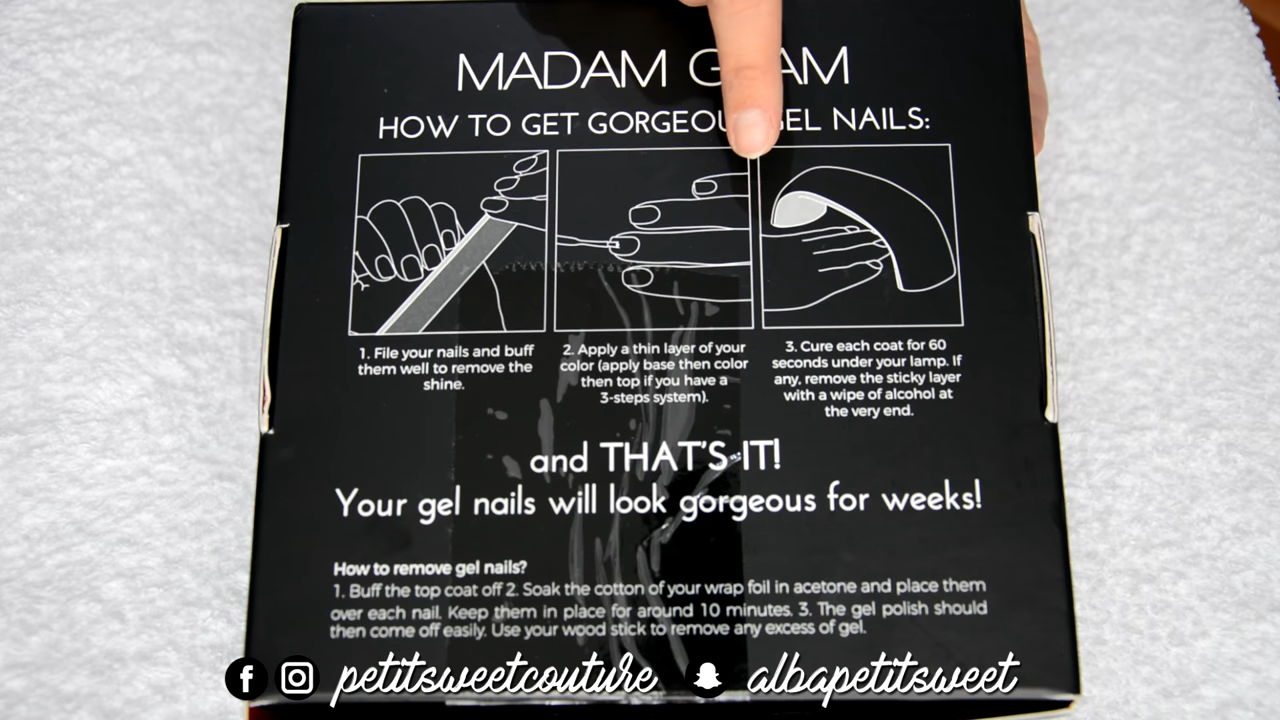 MADAM
HOW TO GET GEL NAILS:
1. File your nails and buff
them well to remove the
shine.
2. Apply a thin layer of your
color (apply base then color
then top if you have a
3-steps system).
3. Cure each coat for 60
seconds under your lamp. If
any, remove the sticky layer
with a wipe of alcohol at
the very end.
and THAT'S IT!
Your gel nails will look gorgeous for weeks!
How to remove gel nails?
1. Buff the top coat off 2. Soak the cotton of your wrap foil in acetone and place them
over each nail. Keep them in place for around 10 minutes. 3. The gel polish should
then come off easily. Use your wood stick to remove any excess of gel.
petitsweetcouture albapetitsweet